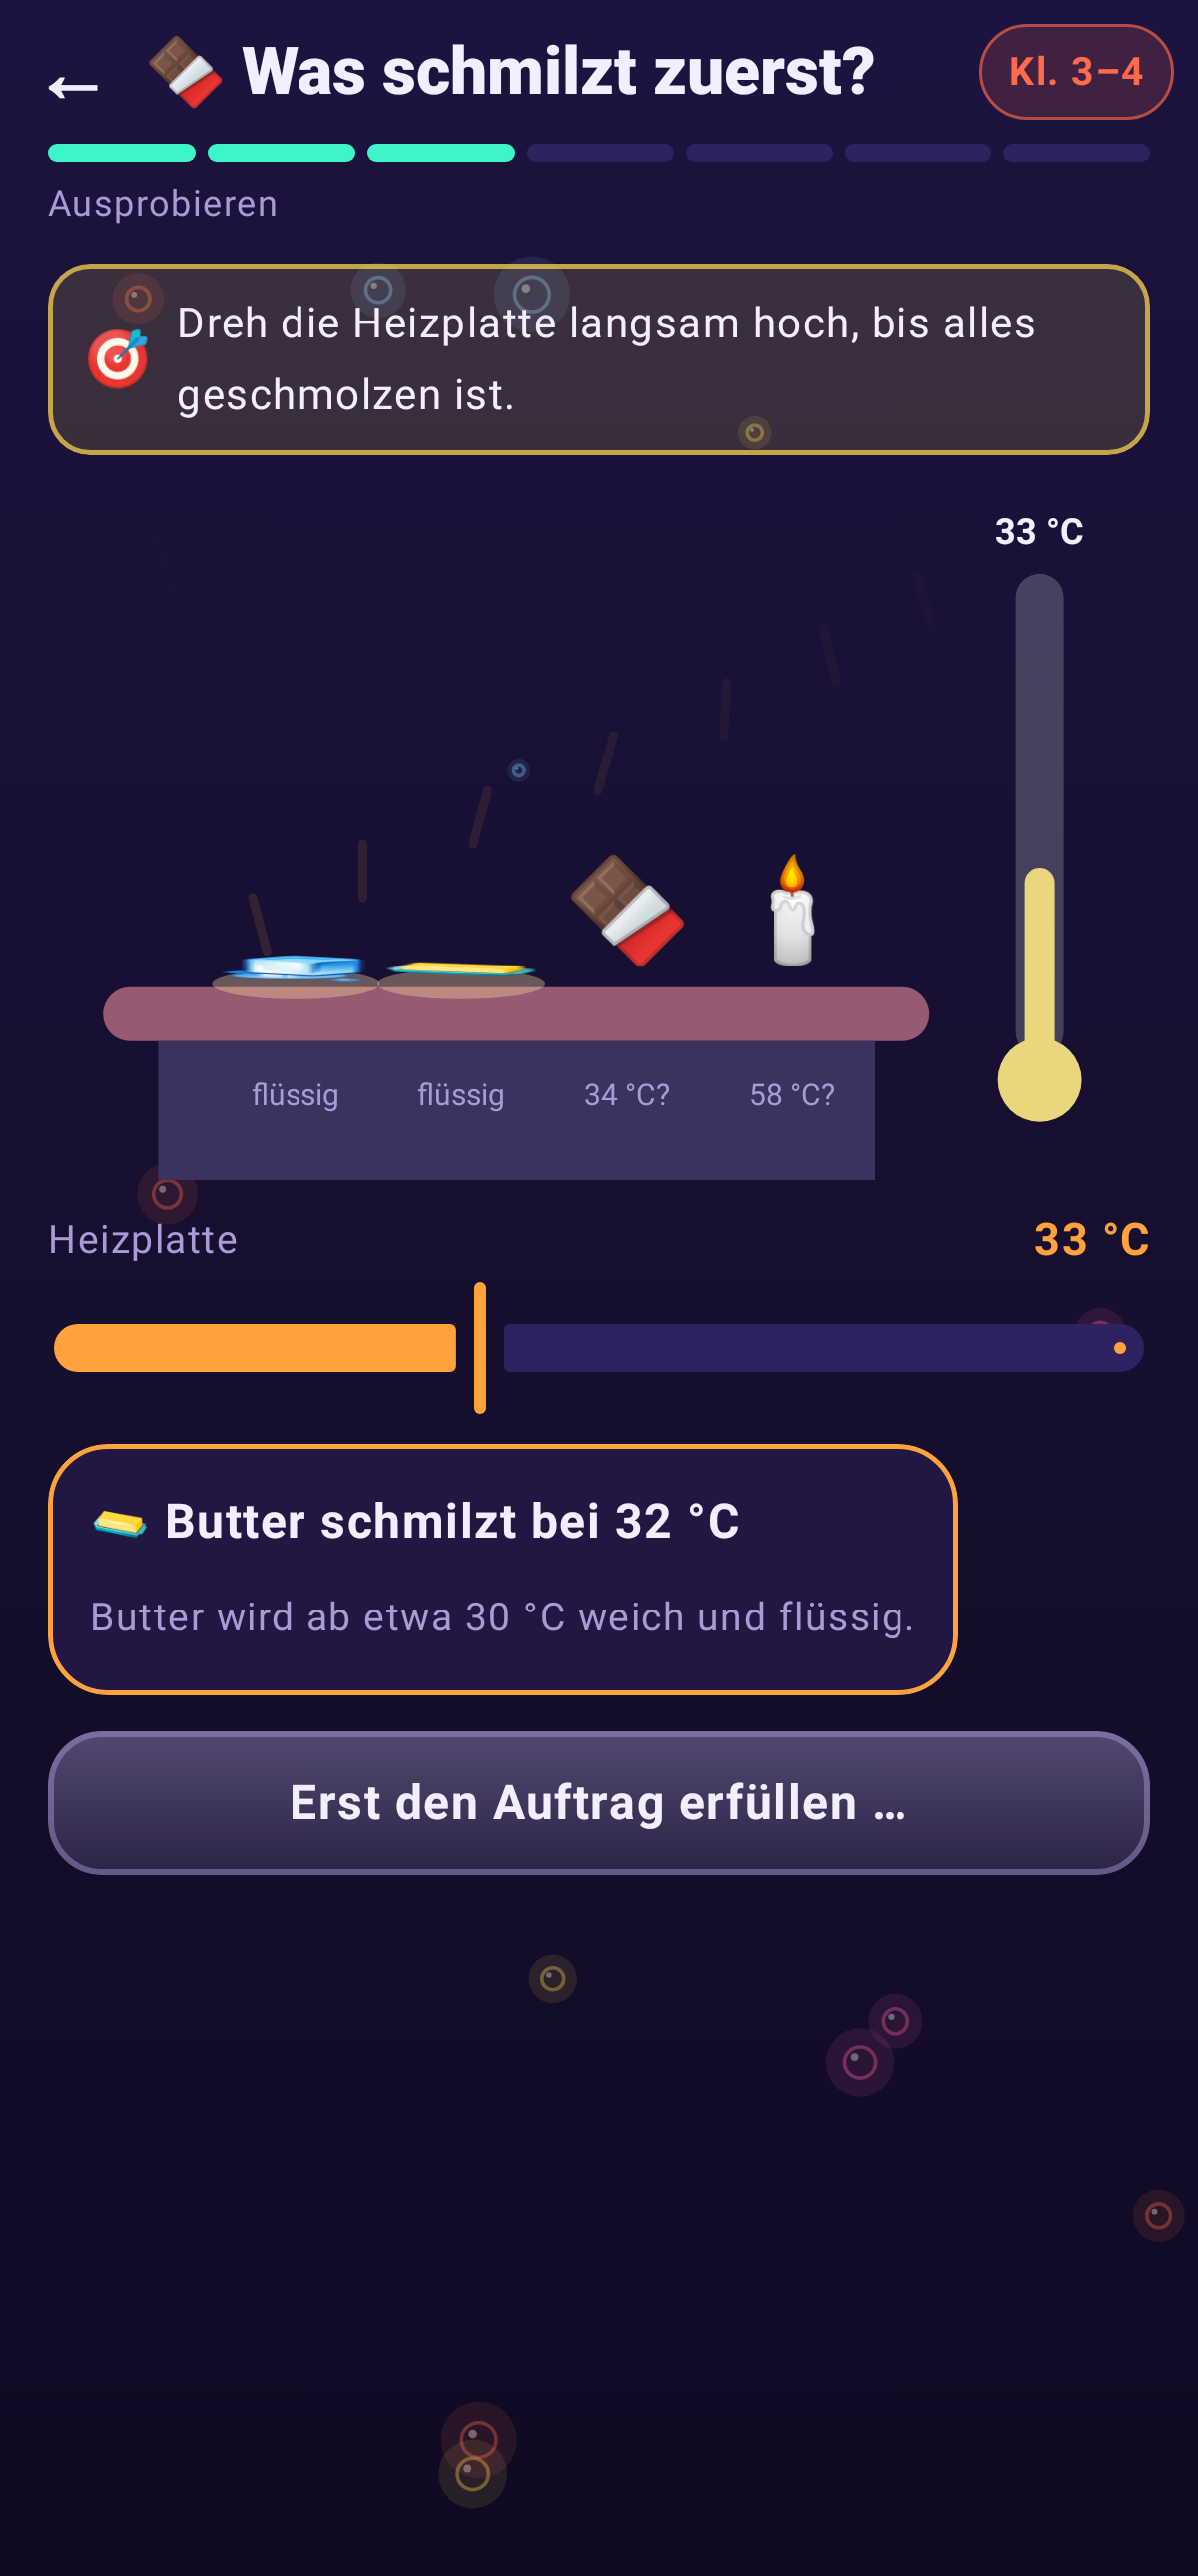 ← Was schmilzt zuerst?
Kl. 3–4
Ausprobieren
Dreh die Heizplatte langsam hoch, bis alles
geschmolzen ist.
33 °C
flüssig flüssig 34 °C? 58 °C?
Heizplatte 33 °C
Butter schmilzt bei 32 °C
Butter wird ab etwa 30 °C weich und flüssig.
Erst den Auftrag erfüllen …